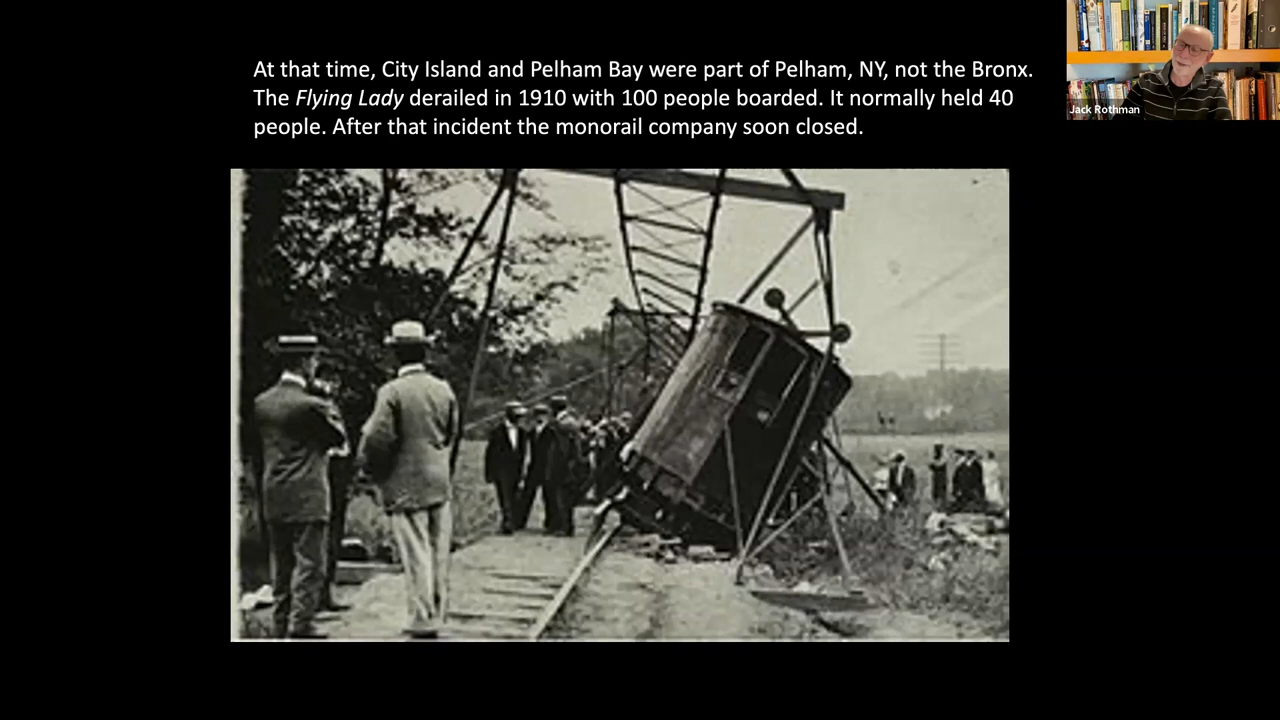 At that time, City Island and Pelham Bay were part of Pelham, NY, not the Bronx.
The Flying Lady derailed in 1910 with 100 people boarded. It normally held 40
people. After that incident the monorail company soon closed.
Jack Rothman